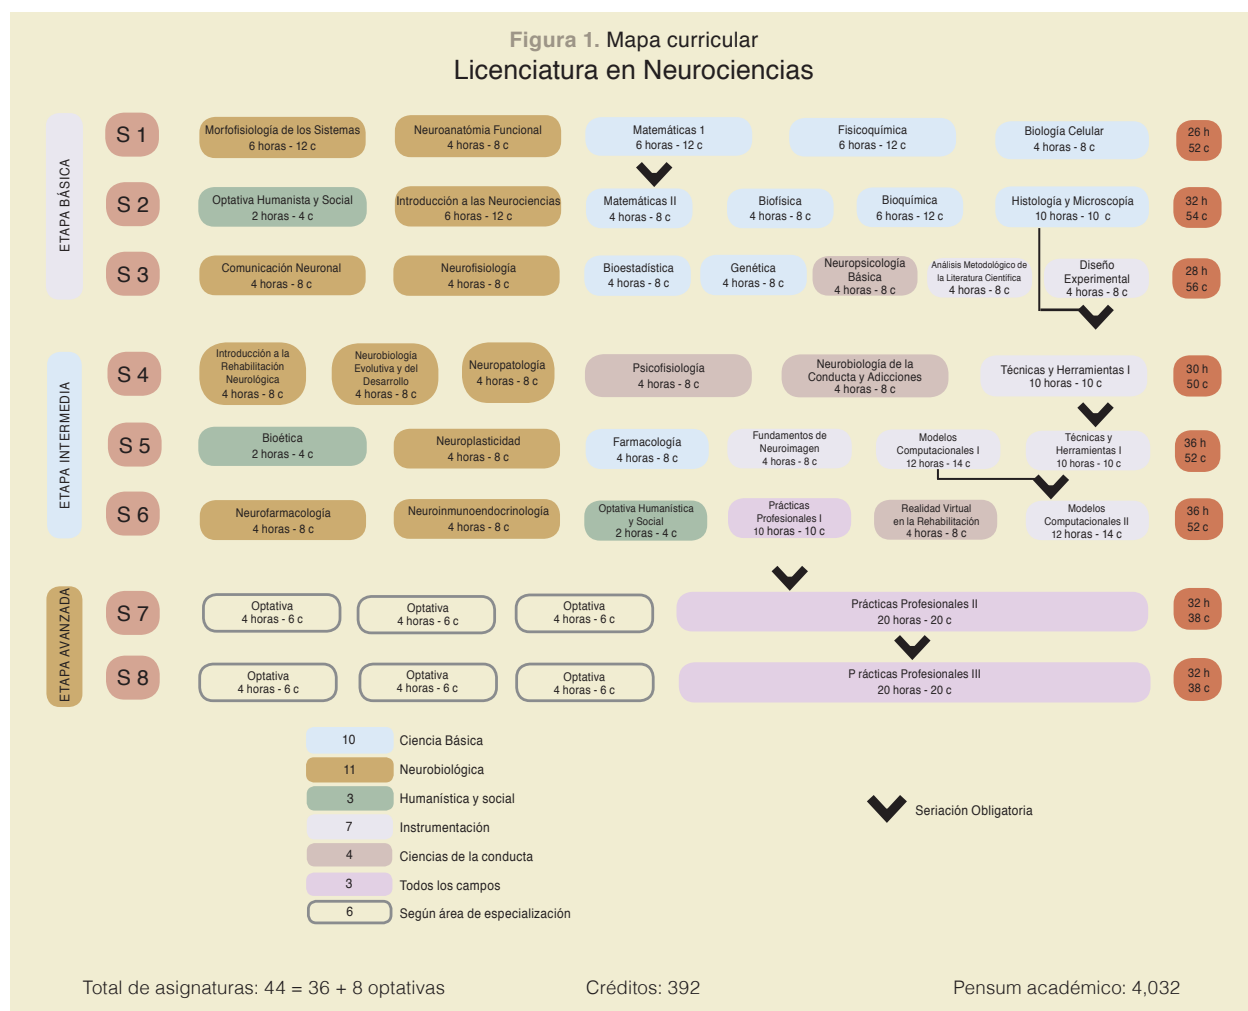 Figura 1. Mapa curricular
Licenciatura en Neurociencias
ETAPA BÁSICA
S 1
Morfofisiología de los Sistemas
6 horas - 12 c
Neuroanatómia Funcional
4 horas - 8 c
Matemáticas 1
6 horas - 12 c
Fisicoquímica
6 horas - 12 c
Biología Celular
4 horas - 8 c
26 h
52 c
S 2
Optativa Humanista y Social
2 horas - 4 c
Introducción a las Neurociencias
6 horas - 12 c
Matemáticas II
4 horas - 8 c
Biofísica
4 horas - 8 c
Bioquímica
6 horas - 12 c
Histología y Microscopía
10 horas - 10 c
32 h
54 c
S 3
Comunicación Neuronal
4 horas - 8 c
Neurofisiología
4 horas - 8 c
Bioestadística
4 horas - 8 c
Genética
4 horas - 8 c
Neuropsicología
Básica
4 horas - 8 c
Análisis Metodológico de
la Literatura Científica
4 horas - 8 c
Diseño
Experimental
4 horas - 8 c
28 h
56 c
ETAPA INTERMEDIA
S 4
Introducción a la
Rehabilitación
Neurológica
4 horas - 8 c
Neurobiología
Evolutiva y del
Desarrollo
4 horas - 8 c
Neuropatología
4 horas - 8 c
Psicofisiología
4 horas - 8 c
Neurobiología de la
Conducta y Adicciones
4 horas - 8 c
Técnicas y Herramientas I
10 horas - 10 c
30 h
50 c
S 5
Bioética
2 horas - 4 c
Neuroplasticidad
4 horas - 8 c
Farmacología
4 horas - 8 c
Fundamentos de
Neuroimagen
4 horas - 8 c
Modelos
Computacionales I
12 horas - 14 c
Técnicas y
Herramientas I
10 horas - 10 c
36 h
52 c
S 6
Neurofarmacología
4 horas - 8 c
Neuroinmunoendocrinología
4 horas - 8 c
Optativa Humanística
y Social
2 horas - 4 c
Prácticas
Profesionales I
10 horas - 10 c
Realidad Virtual
en la Rehabilitación
4 horas - 8 c
Modelos
Computacionales II
12 horas - 14 c
36 h
52 c
ETAPA AVANZADA
S 7
Optativa
4 horas - 6 c
Optativa
4 horas - 6 c
Optativa
4 horas - 6 c
Prácticas Profesionales II
20 horas - 20 c
32 h
38 c
S 8
Optativa
4 horas - 6 c
Optativa
4 horas - 6 c
Optativa
4 horas - 6 c
P rácticas Profesionales III
20 horas - 20 c
32 h
38 c
10 Ciencia Básica
11 Neurobiológica
3 Humanística y social
7 Instrumentación
4 Ciencias de la conducta
3 Todos los campos
6 Según área de especialización
Seriación Obligatoria
Total de asignaturas: 44 = 36 + 8 optativas
Créditos: 392
Pensum académico: 4,032